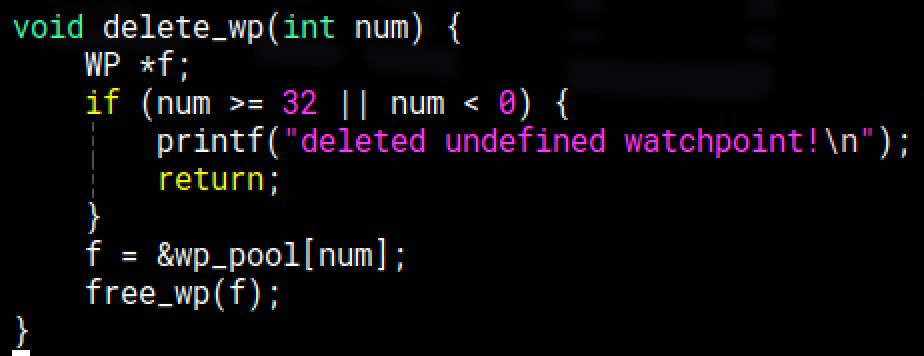 void delete_wp(int num) {
    WP *f;
    if (num >= 32 || num < 0) {
        printf("deleted undefined watchpoint!\n");
        return;
    }
    f = &wp_pool[num];
    free_wp(f);
}